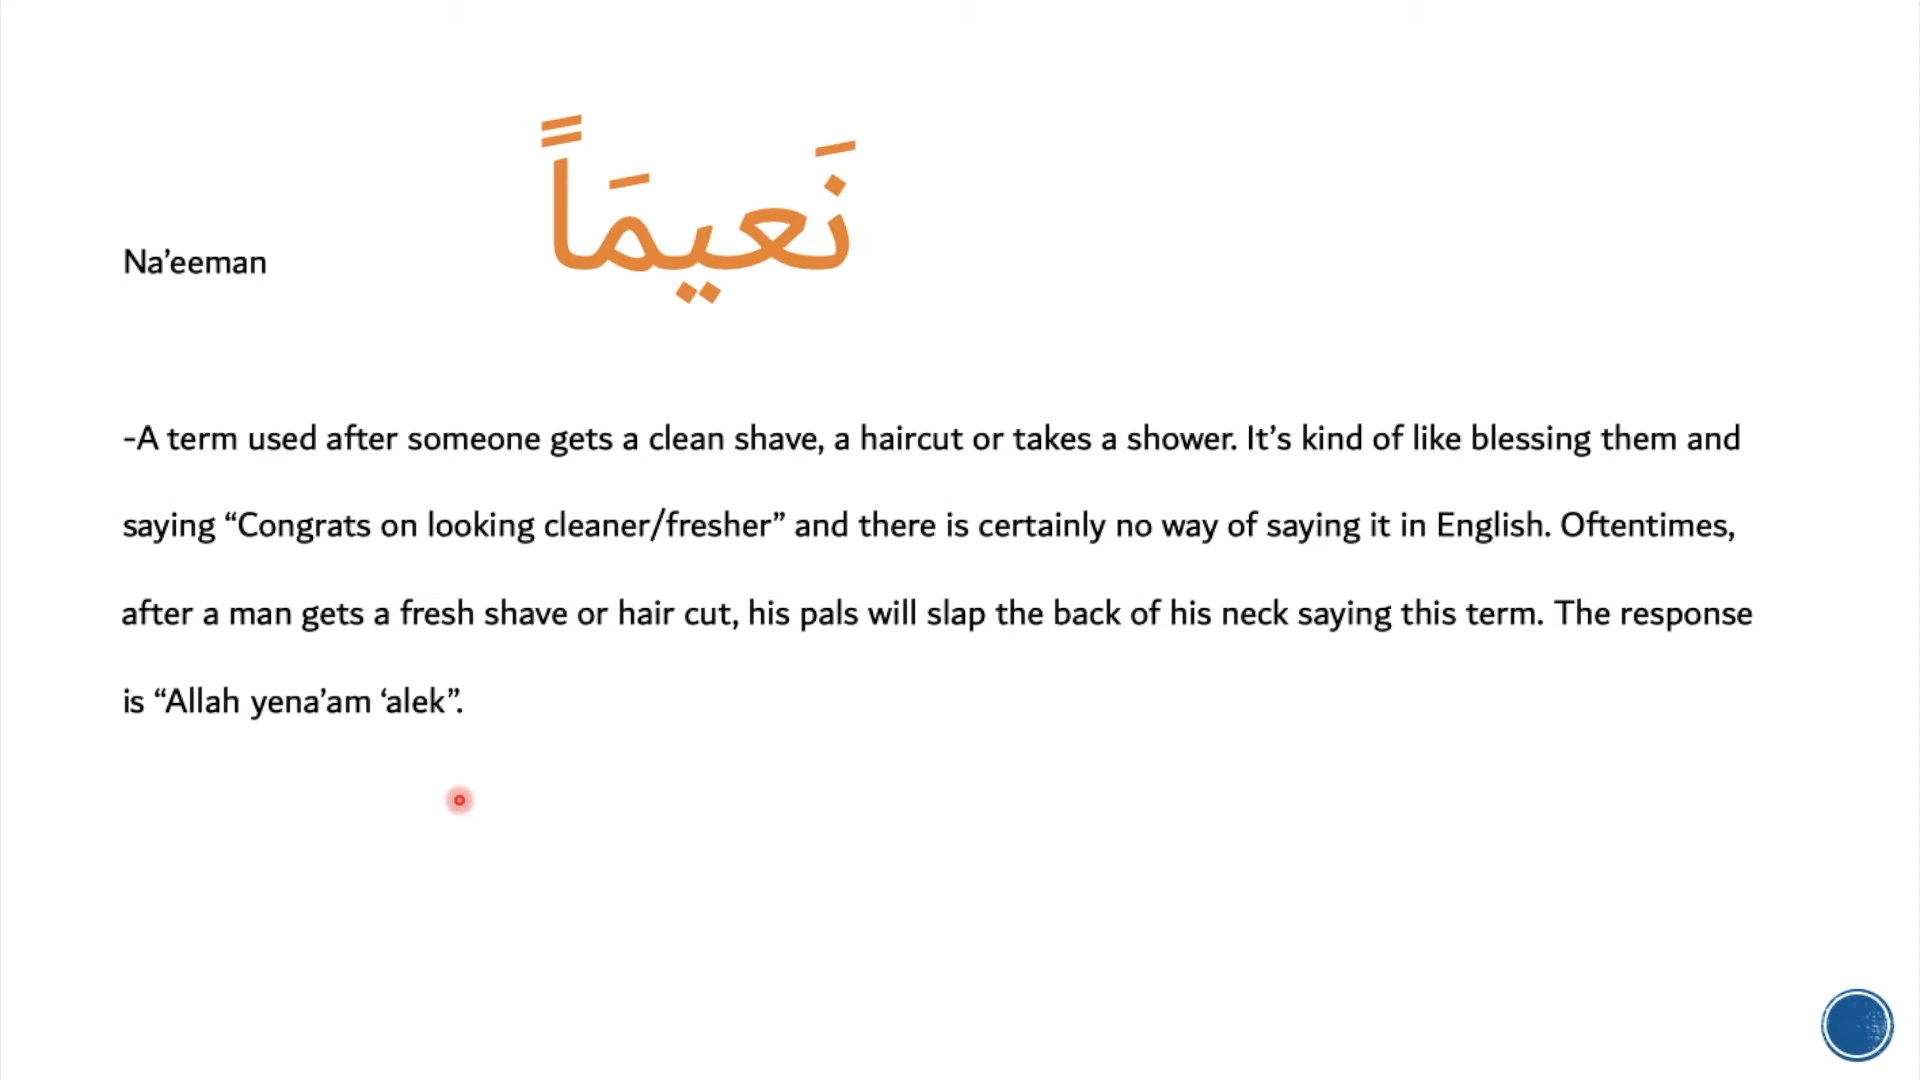 نَعيمَاً
Na’eeman
-A term used after someone gets a clean shave, a haircut or takes a shower. It’s kind of like blessing them and
saying “Congrats on looking cleaner/fresher” and there is certainly no way of saying it in English. Oftentimes,
after a man gets a fresh shave or hair cut, his pals will slap the back of his neck saying this term. The response
is “Allah yena’am ‘alek”.